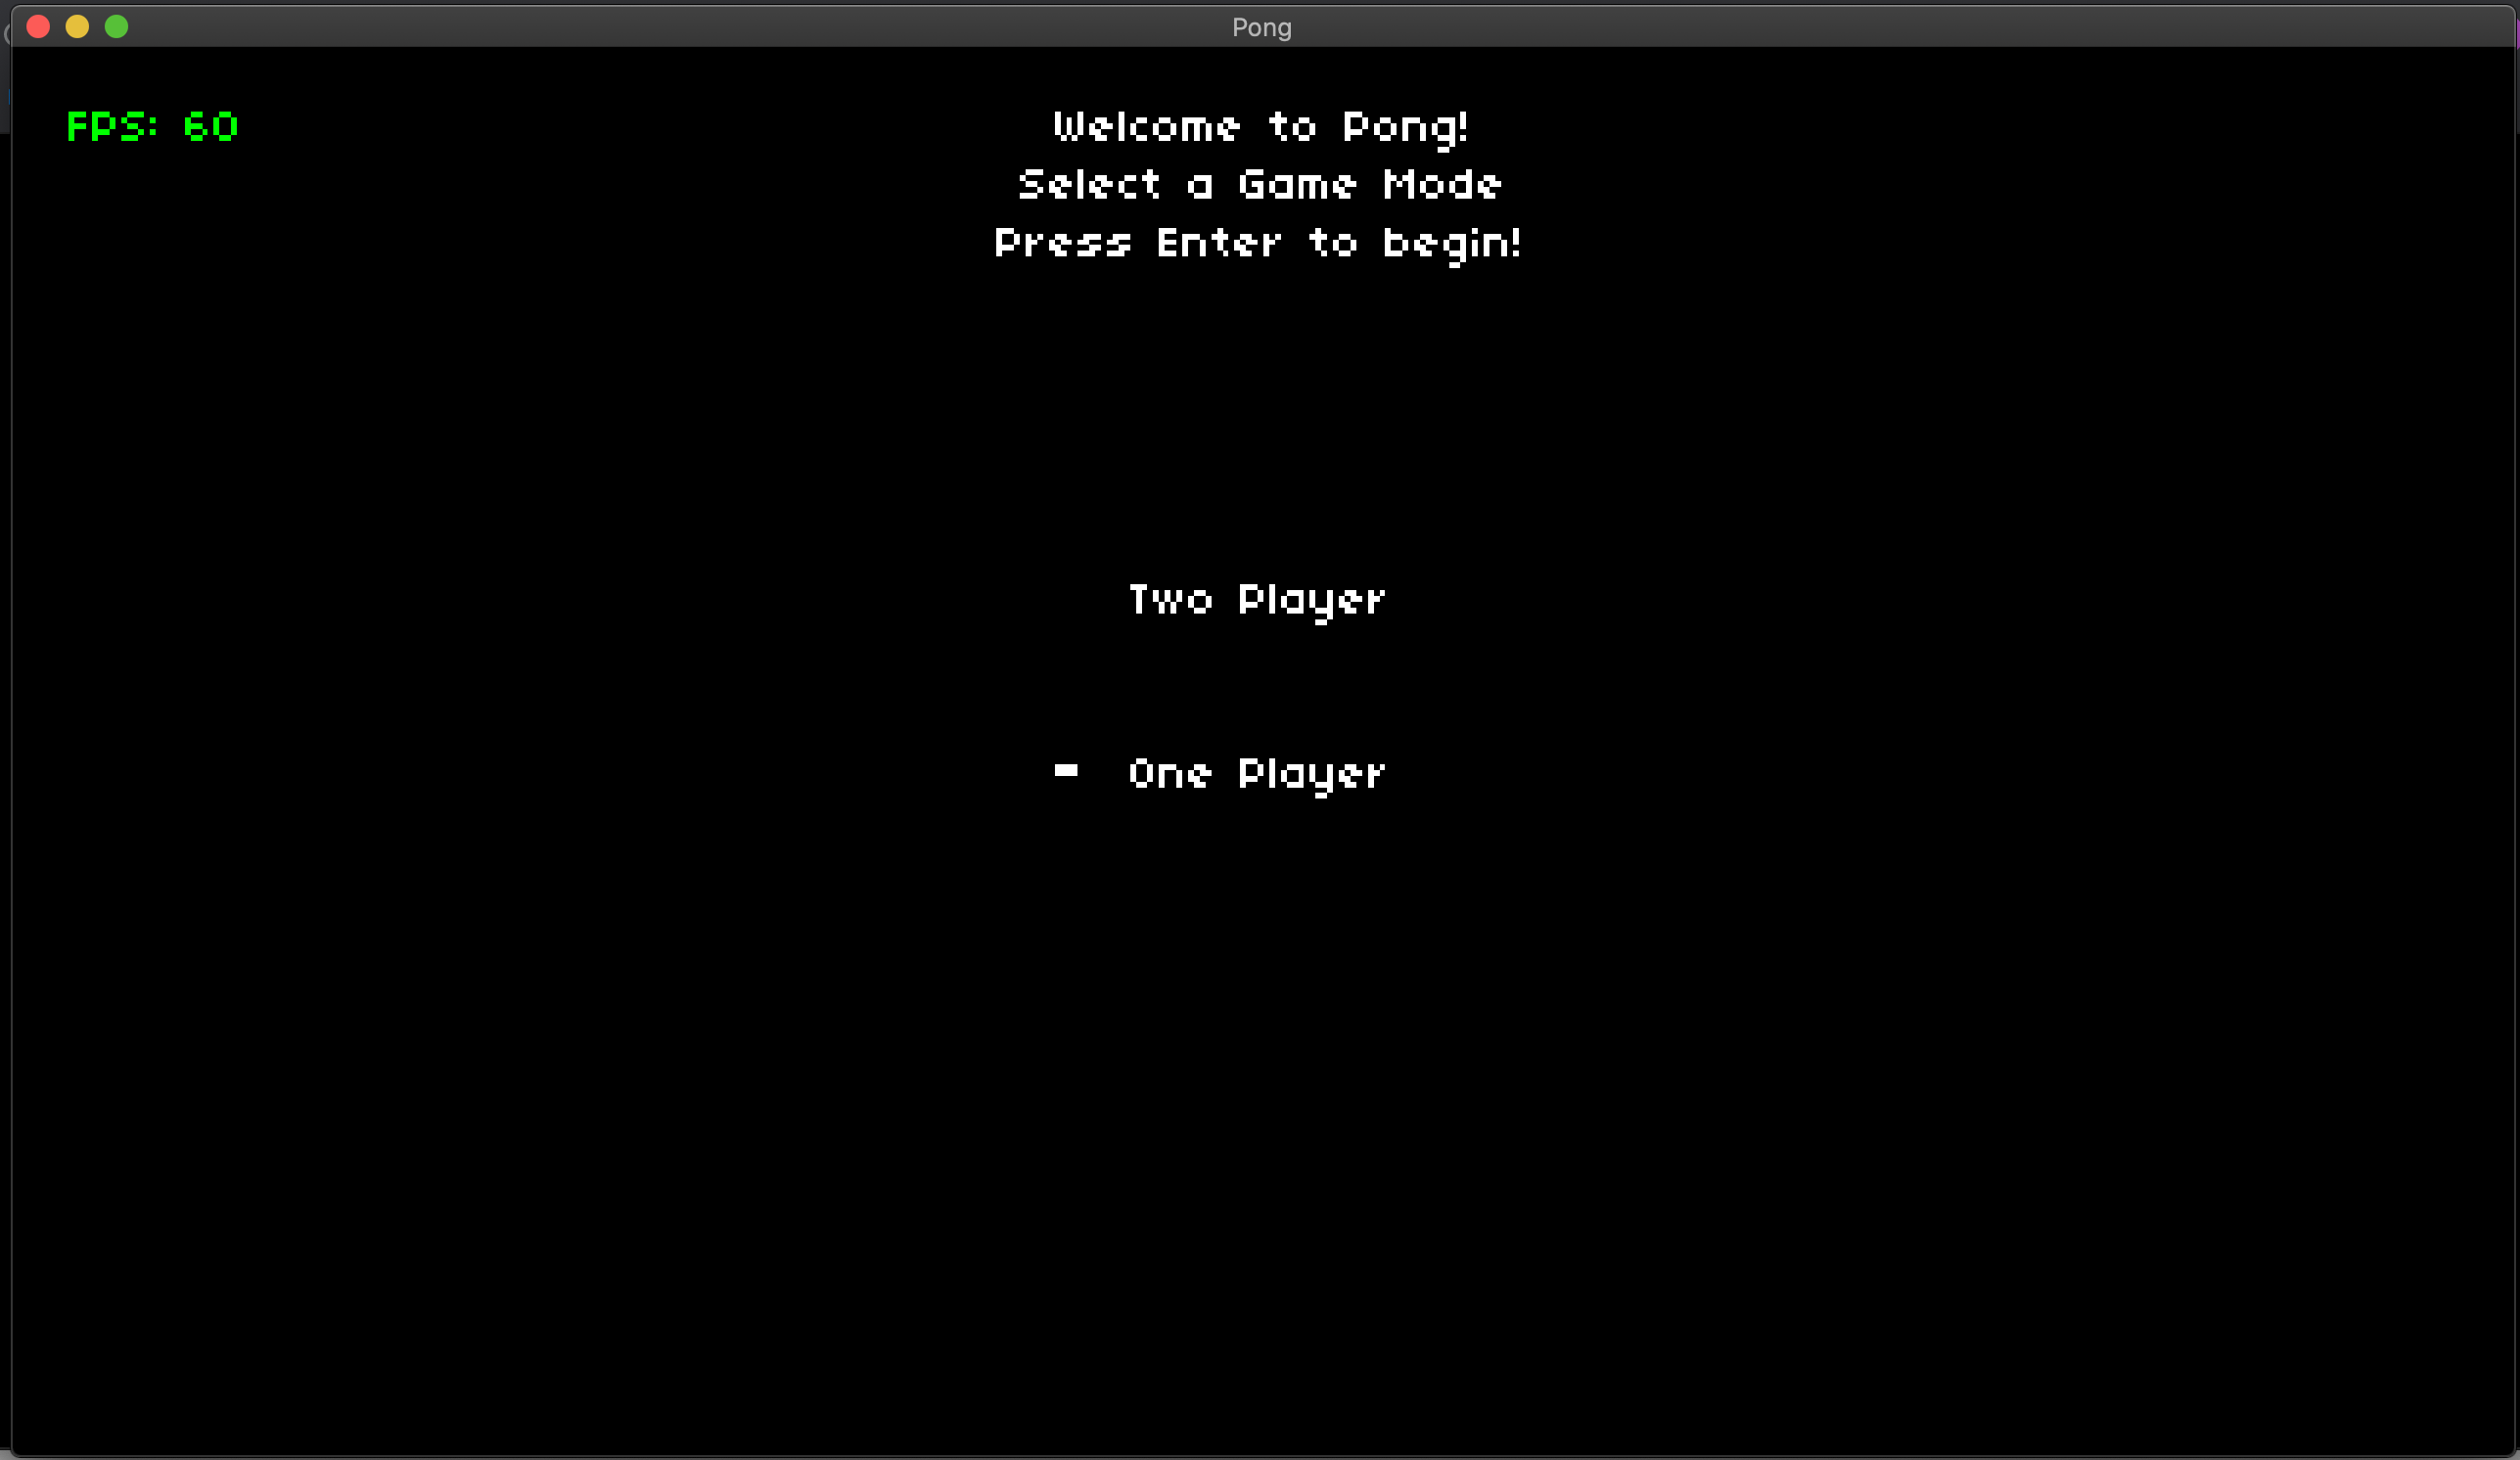 Pong
FPS: 60
Welcome to Pong!
Select a Game Mode
Press Enter to begin!
Two Player
- One Player